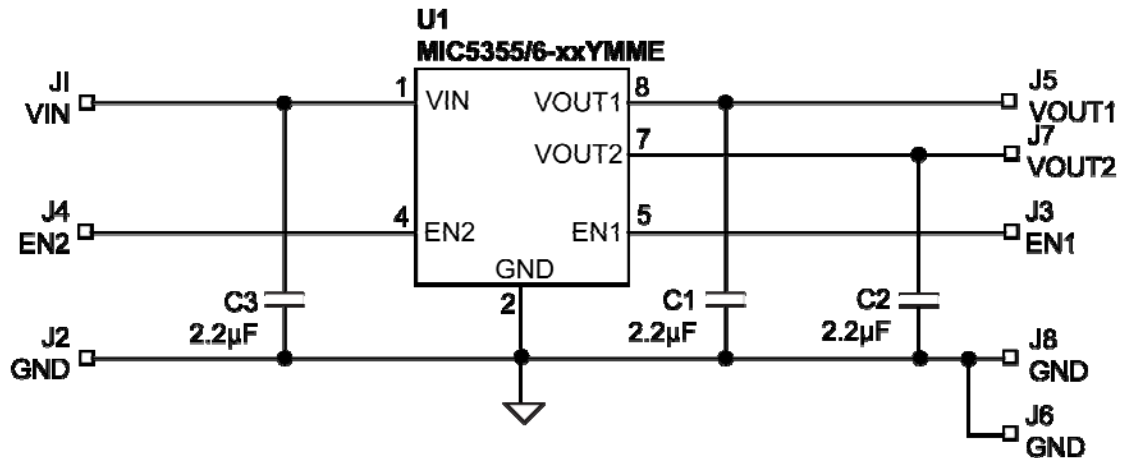 U1
MIC5355/6-xxYMME
J1
VIN
1
VIN
VOUT1
8
J5
VOUT1
VOUT2
7
J7
VOUT2
J4
EN2
4
EN2
EN1
5
J3
EN1
GND
2
C3
2.2µF
C1
2.2µF
C2
2.2µF
J2
GND
J8
GND
J6
GND